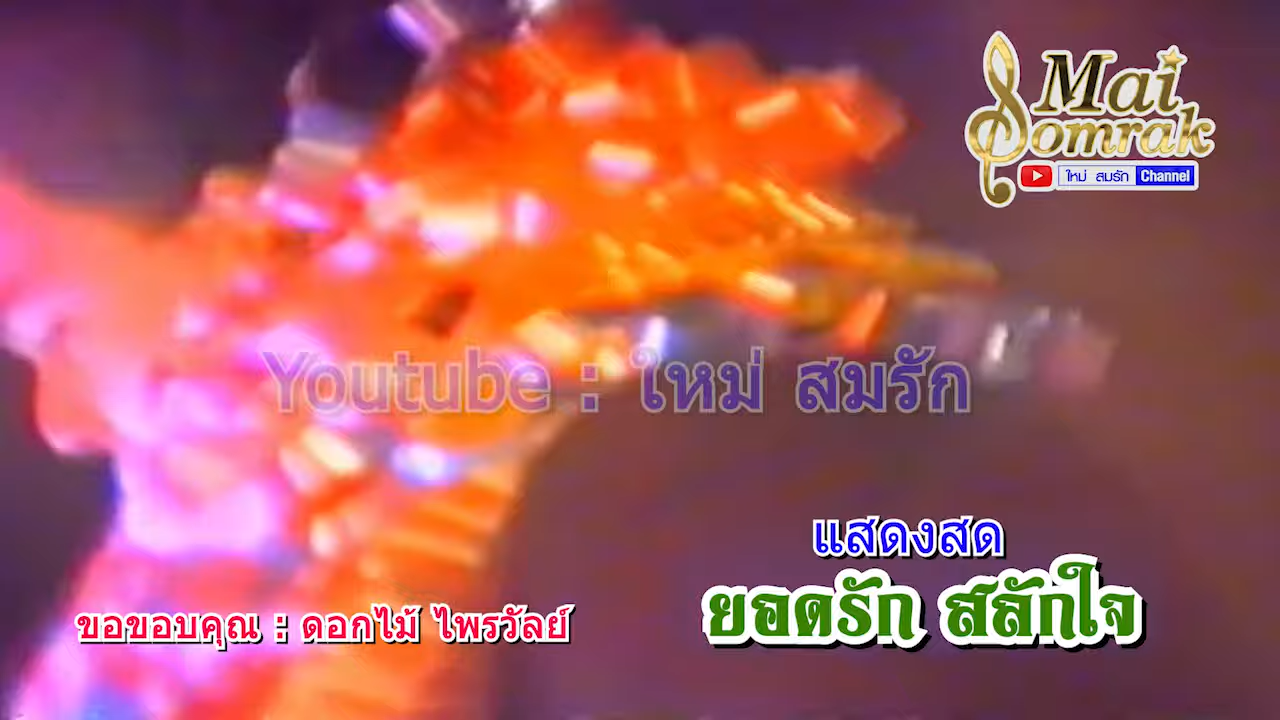 Mai
Somrak
ใหม่ สมรัก Channel
Youtube : ใหม่ สมรัก
แสดงสด
ยอดรัก สลักใจ
ขอขอบคุณ : ดอกไม้ ไพรวัลย์